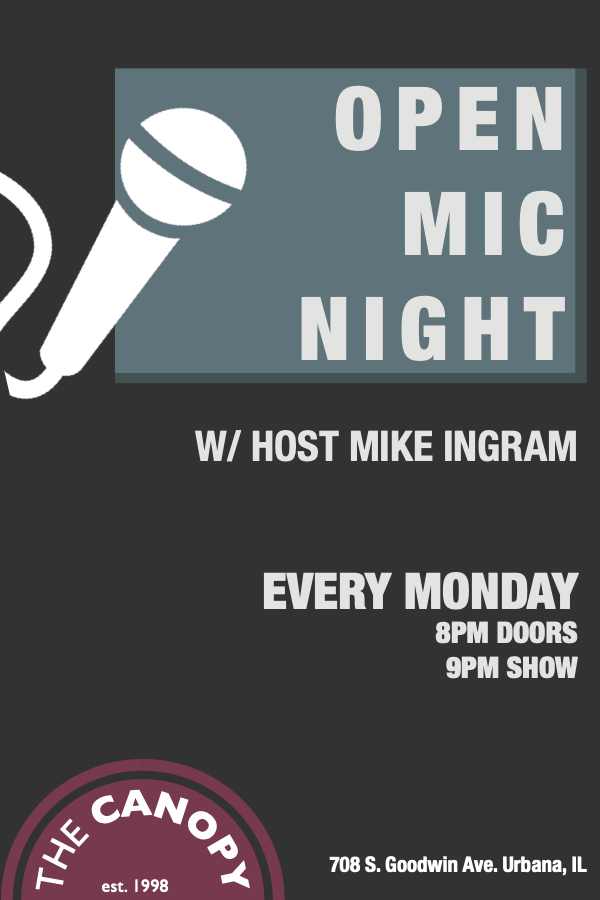 OPEN
MIC
NIGHT
W/ HOST MIKE INGRAM
EVERY MONDAY
8PM DOORS
9PM SHOW
THE CANOPY
est. 1998
708 S. Goodwin Ave. Urbana, IL